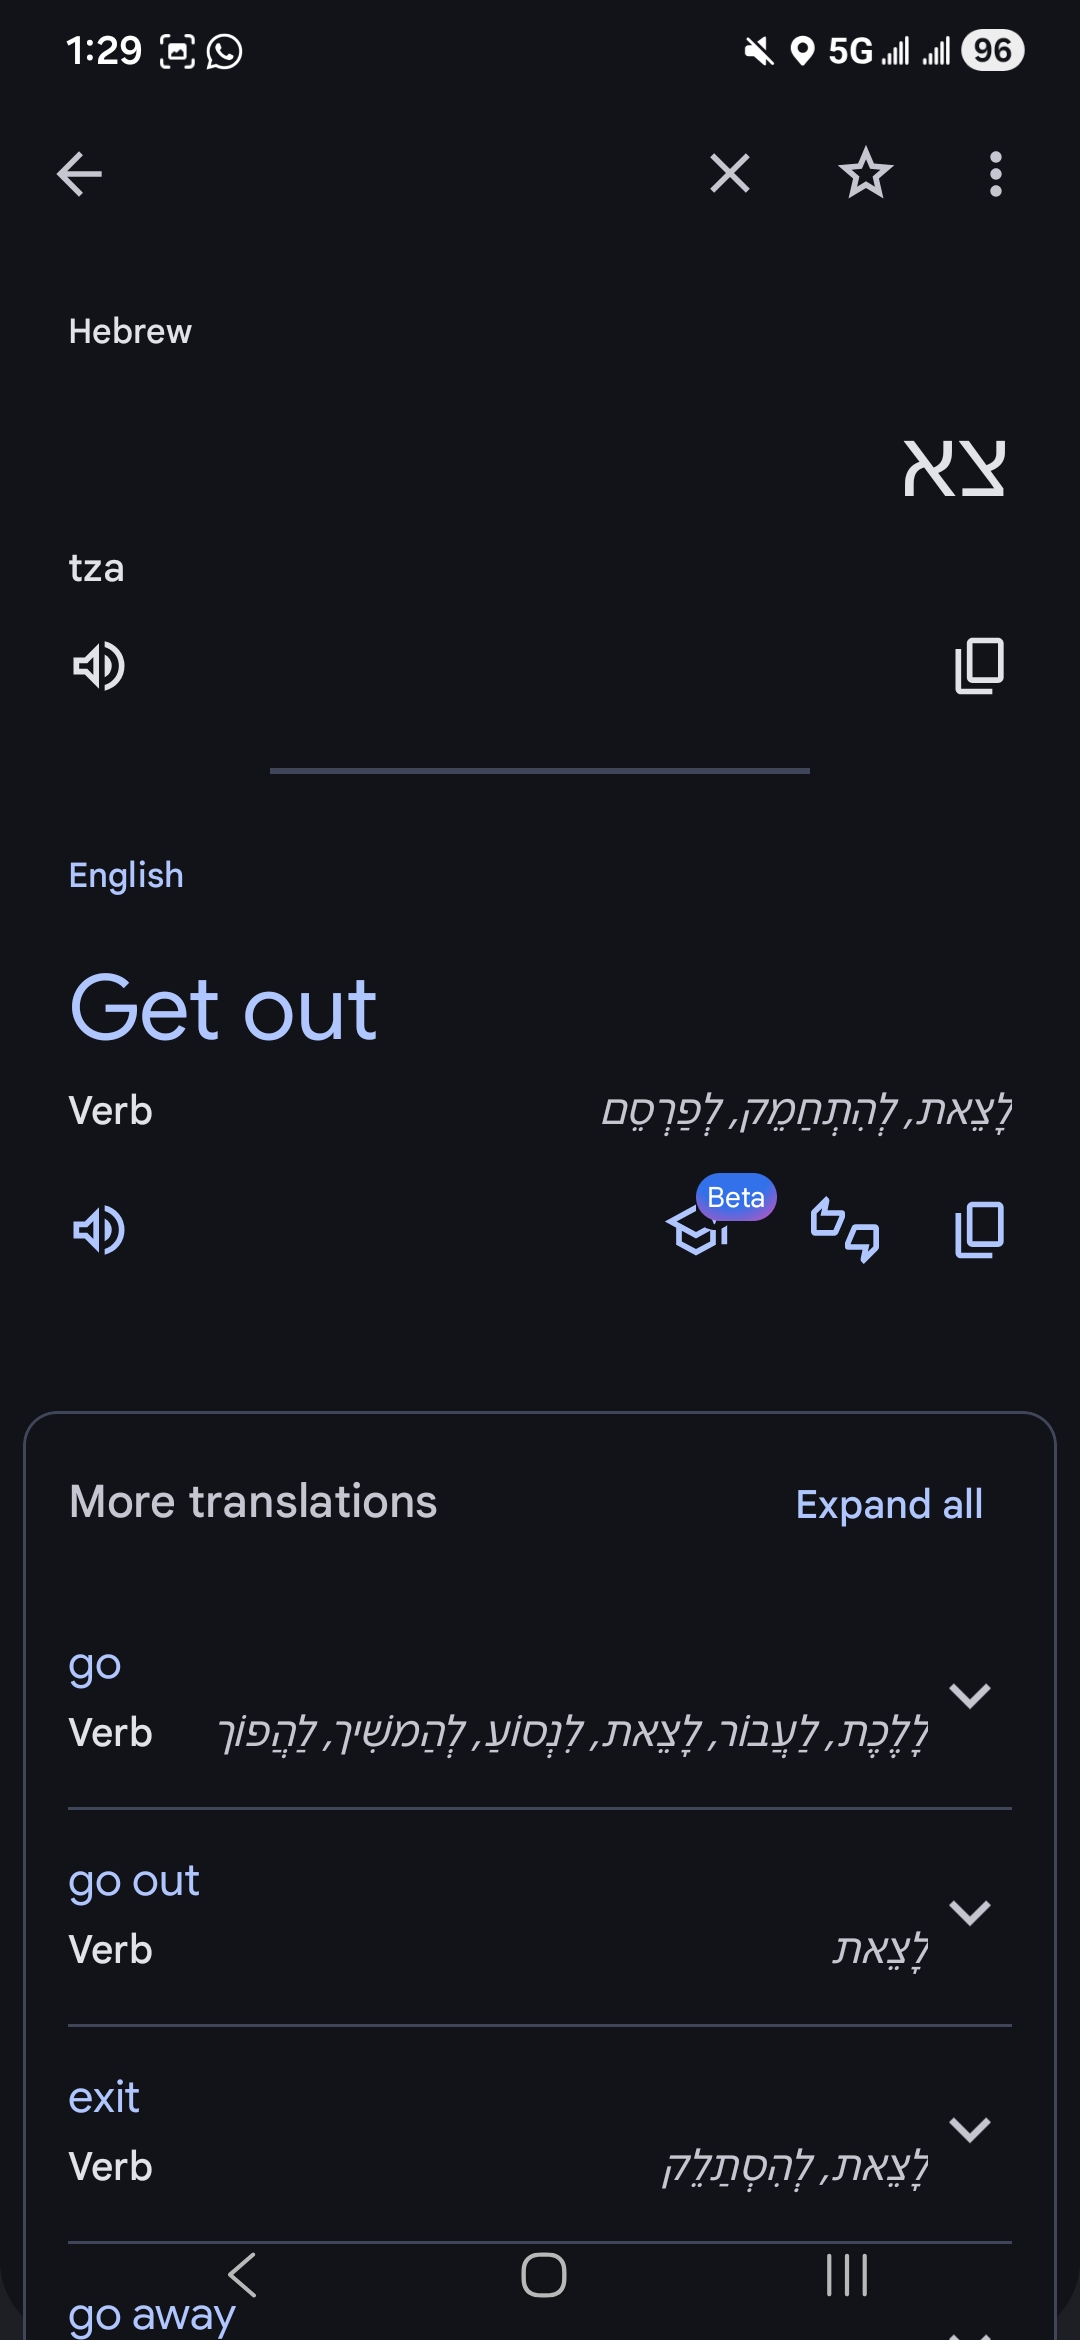 1:29 5G 96
Hebrew
צא
tza
English
Get out
Verb לָצֵאת, לְהִתְחַמֵק, לְפַרְסֵם
Beta
More translations Expand all
go
Verb לָלֶכֶת, לַעֲבוֹר, לָצֵאת, לִנְסוֹעַ, לְהַמשִׁיך, לַהֲפוֹך
go out
Verb לָצֵאת
exit
Verb לָצֵאת, לְהִסְתַלֵק
go away